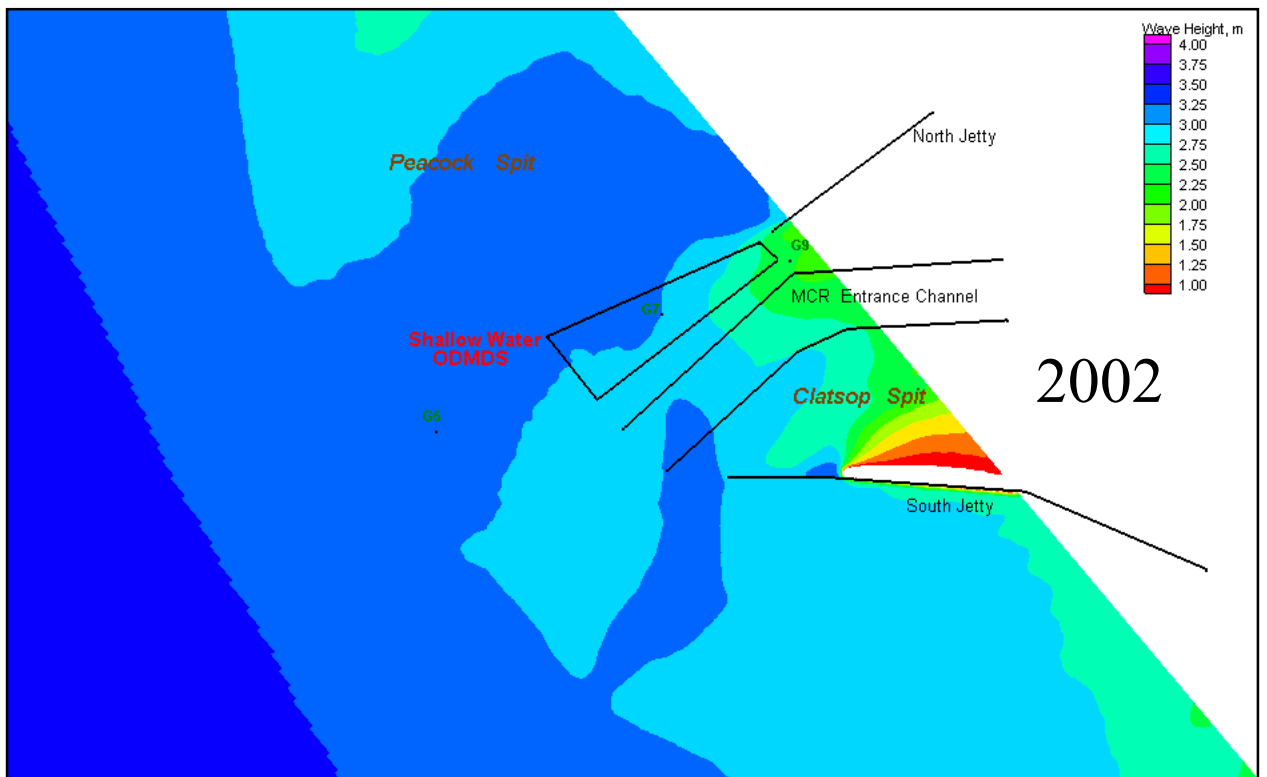 Wave Height, m
4.00
3.75
3.50
3.25
3.00
2.75
2.50
2.25
2.00
1.75
1.50
1.25
1.00
North Jetty
Peacock Spit
G9
MCR Entrance Channel
G7
Shallow Water
ODMDS
2002
Clatsop Spit
G6
South Jetty